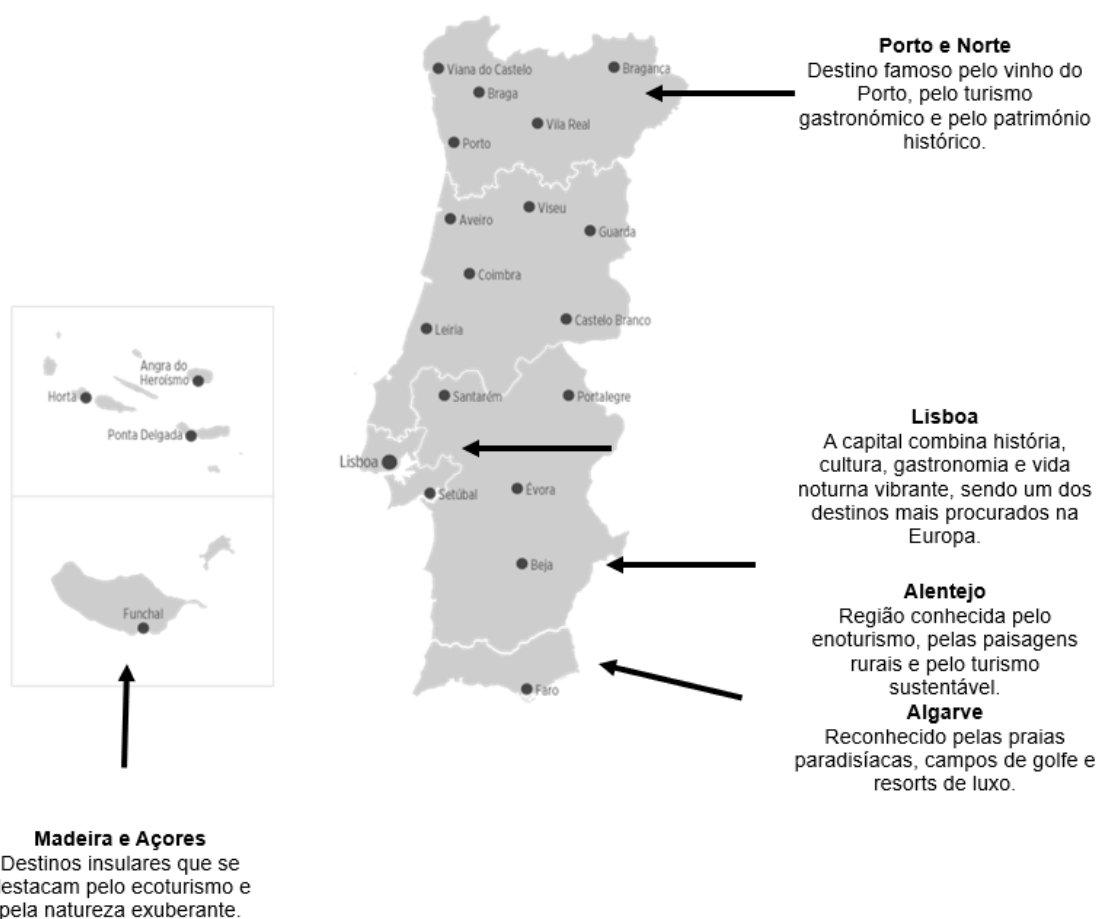 Porto e Norte
Destino famoso pelo vinho do
Porto, pelo turismo
gastronómico e pelo património
histórico.
Viana do Castelo
Bragança
Braga
Vila Real
Porto
Viseu
Aveiro
Guarda
Coimbra
Castelo Branco
Leiria
Santarém
Portalegre
Lisboa
Setúbal
Évora
Beja
Faro
Angra do
Heroísmo
Horta
Ponta Delgada
Funchal
Lisboa
A capital combina história,
cultura, gastronomia e vida
noturna vibrante, sendo um dos
destinos mais procurados na
Europa.
Alentejo
Região conhecida pelo
enoturismo, pelas paisagens
rurais e pelo turismo
sustentável.
Algarve
Reconhecido pelas praias
paradisíacas, campos de golfe e
resorts de luxo.
Madeira e Açores
Destinos insulares que se
destacam pelo ecoturismo e
pela natureza exuberante.